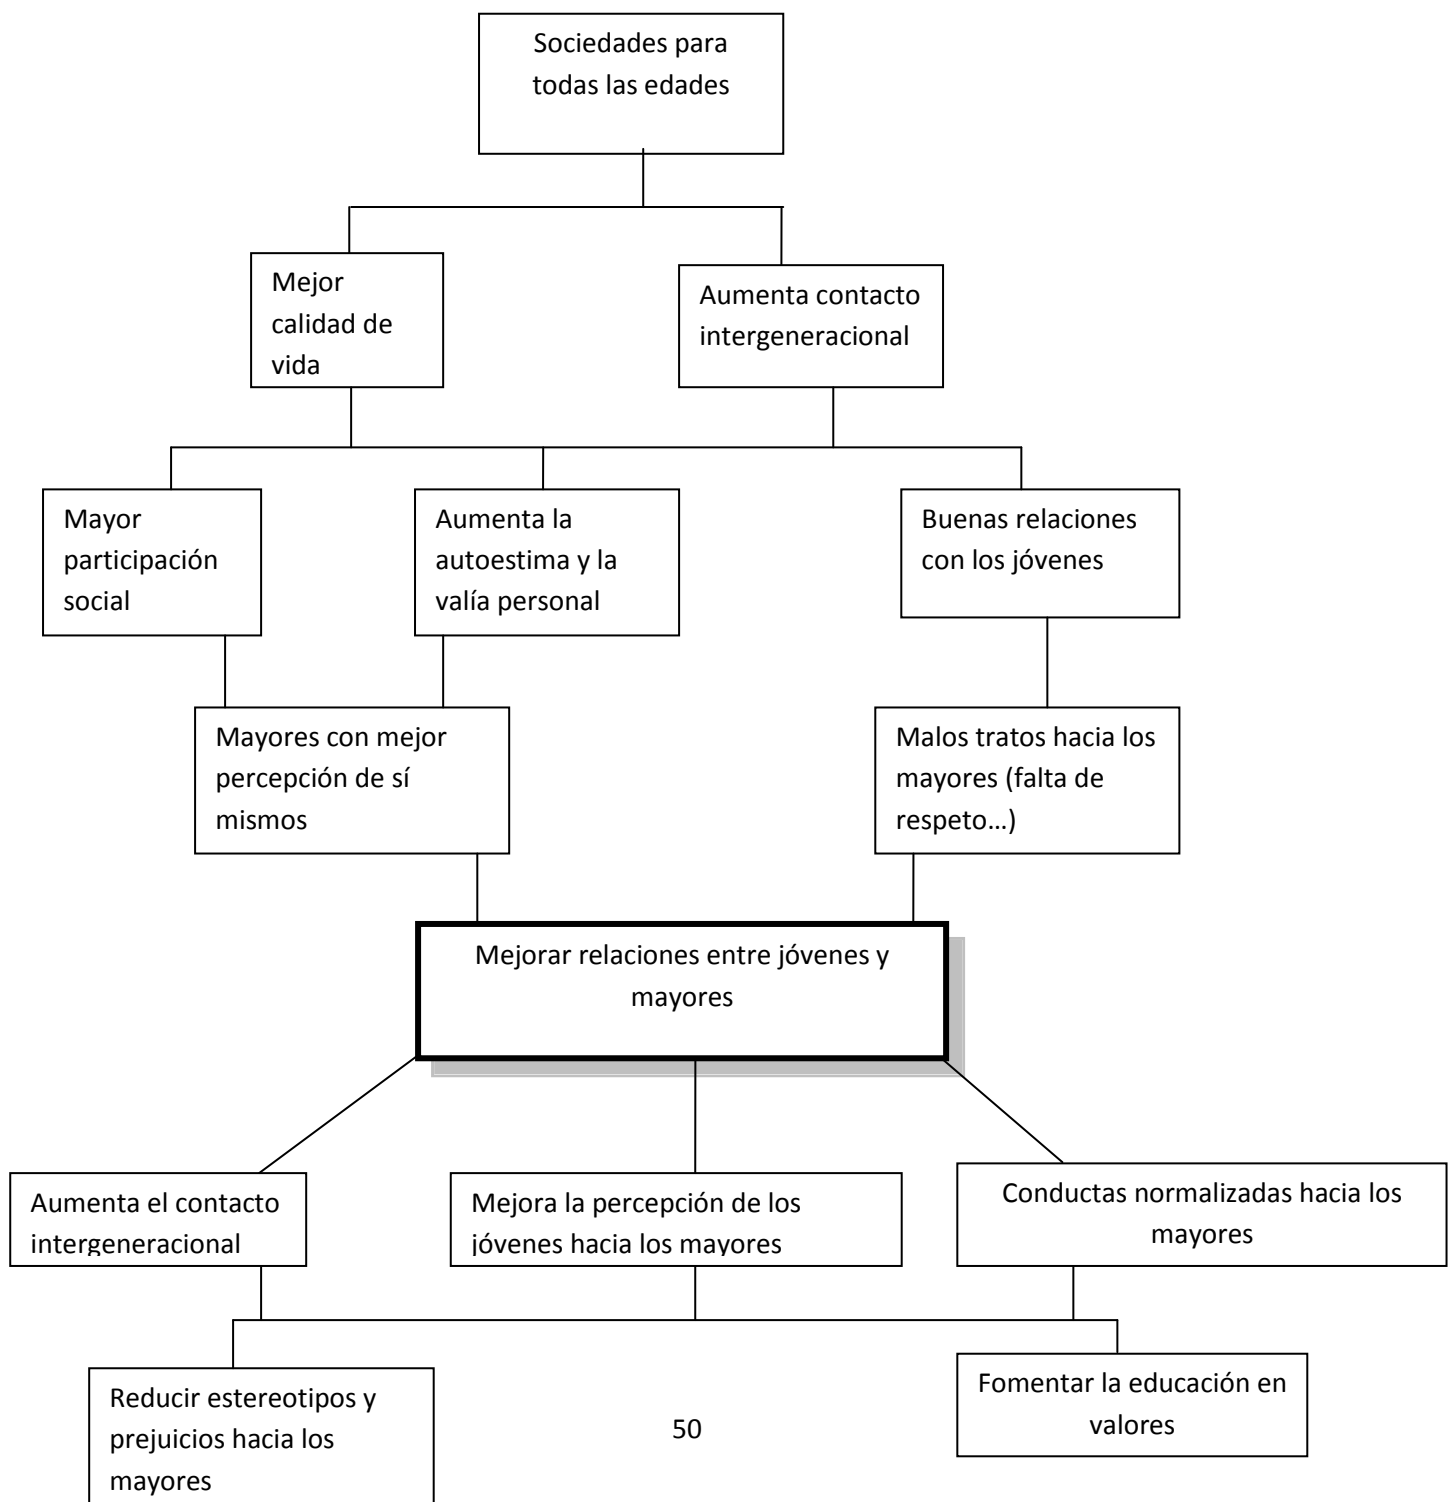 Sociedades para
todas las edades
Mejor
calidad de
vida
Aumenta contacto
intergeneracional
Mayor
participación
social
Aumenta la
autoestima y la
valía personal
Buenas relaciones
con los jóvenes
Mayores con mejor
percepción de sí
mismos
Malos tratos hacia los
mayores (falta de
respeto…)
Mejorar relaciones entre jóvenes y
mayores
Aumenta el contacto
intergeneracional
Mejora la percepción de los
jóvenes hacia los mayores
Conductas normalizadas hacia los
mayores
Reducir estereotipos y
prejuicios hacia los
mayores
Fomentar la educación en
valores
50